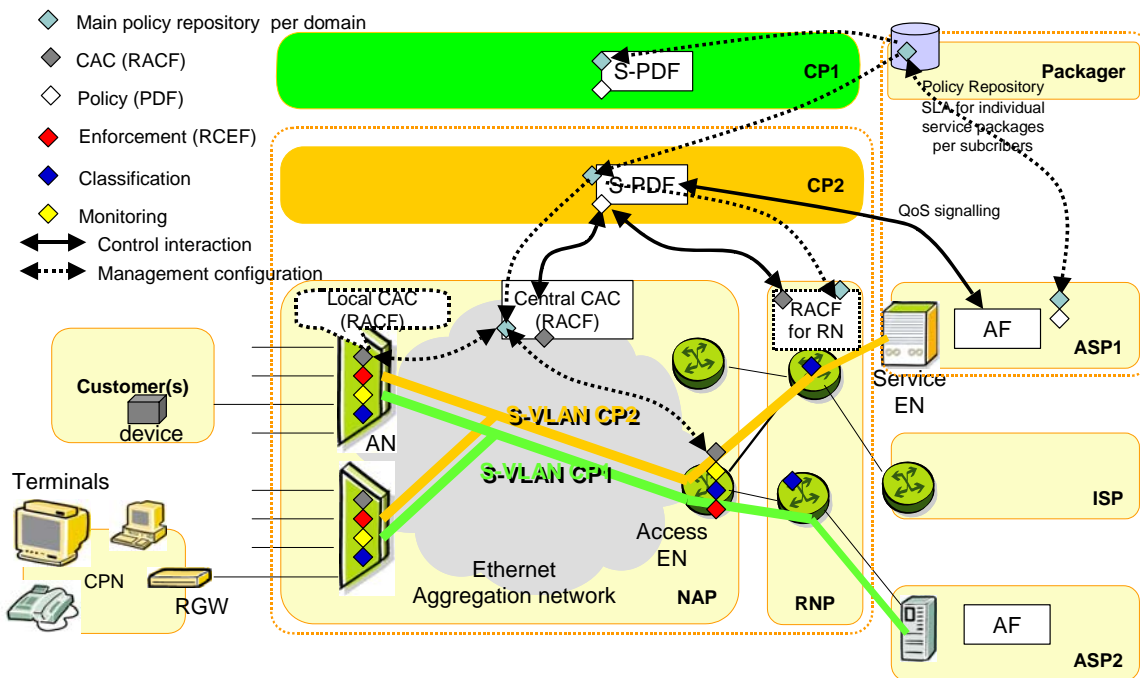 Main policy repository per domain
CAC (RACF)
Policy (PDF)
Enforcement (RCEF)
Classification
Monitoring
Control interaction
Management configuration
S-PDF
CP1
Packager
Policy Repository
SLA for individual
service packages
per subcribers
S-PDF
CP2
QoS signalling
Local CAC
(RACF)
Central CAC
(RACF)
RACF
for RN
AF
ASP1
Service
EN
Customer(s)
device
AN
S-VLAN CP2
S-VLAN CP1
Terminals
CPN
RGW
Access
EN
Ethernet
Aggregation network
NAP
RNP
ISP
AF
ASP2